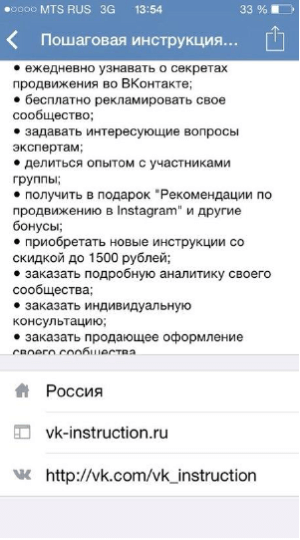 MTS RUS 3G 13:54 33 %
Пошаговая инструкция...
• ежедневно узнавать о секретах
продвижения во ВКонтакте;
• бесплатно рекламировать свое
сообщество;
• задавать интересующие вопросы
экспертам;
• делиться опытом с участниками
группы;
• получить в подарок "Рекомендации по
продвижению в Instagram" и другие
бонусы;
• приобретать новые инструкции со
скидкой до 1500 рублей;
• заказать подробную аналитику своего
сообщества;
• заказать индивидуальную
консультацию;
• заказать продающее оформление
своего сообщества
Россия
vk-instruction.ru
http://vk.com/vk_instruction